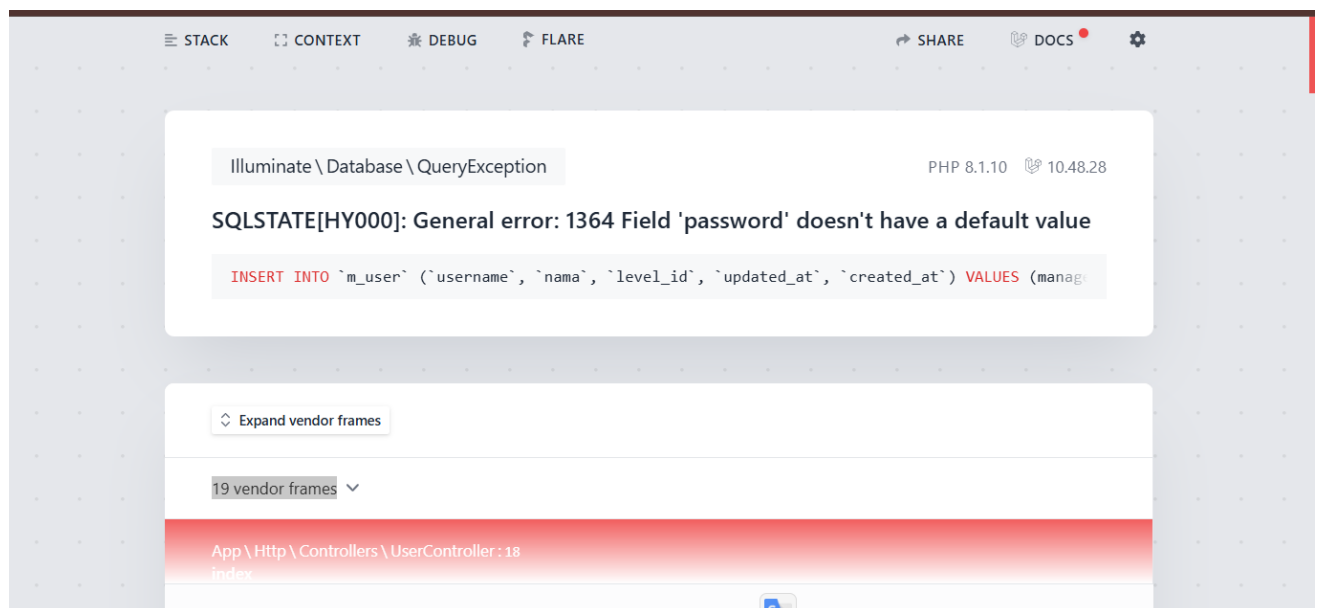 STACK CONTEXT DEBUG FLARE SHARE DOCS
Illuminate \ Database \ QueryException PHP 8.1.10 10.48.28
SQLSTATE[HY000]: General error: 1364 Field 'password' doesn't have a default value
INSERT INTO `m_user` (`username`, `nama`, `level_id`, `updated_at`, `created_at`) VALUES (manag
Expand vendor frames
19 vendor frames
App \ Http \ Controllers \ UserController : 18
index